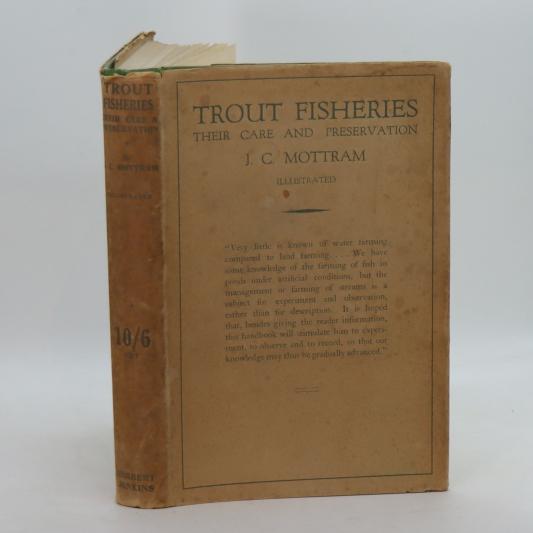 TROUT
FISHERIES
THEIR CARE &
PRESERVATION
By
J. C. MOTTRAM
ILLUSTRATED
10/6
NET
HERBERT
JENKINS
TROUT FISHERIES
THEIR CARE AND PRESERVATION
J. C. MOTTRAM
ILLUSTRATED
"Very little is known of water farming
compared to land farming. . . . We have
some knowledge of the farming of fish in
ponds under artificial conditions, but the
management or farming of streams is a
subject for experiment and observation,
rather than for description. It is hoped
that, besides giving the reader information,
this handbook will stimulate him to experi-
ment, to observe and to record, so that our
knowledge may thus be gradually advanced."